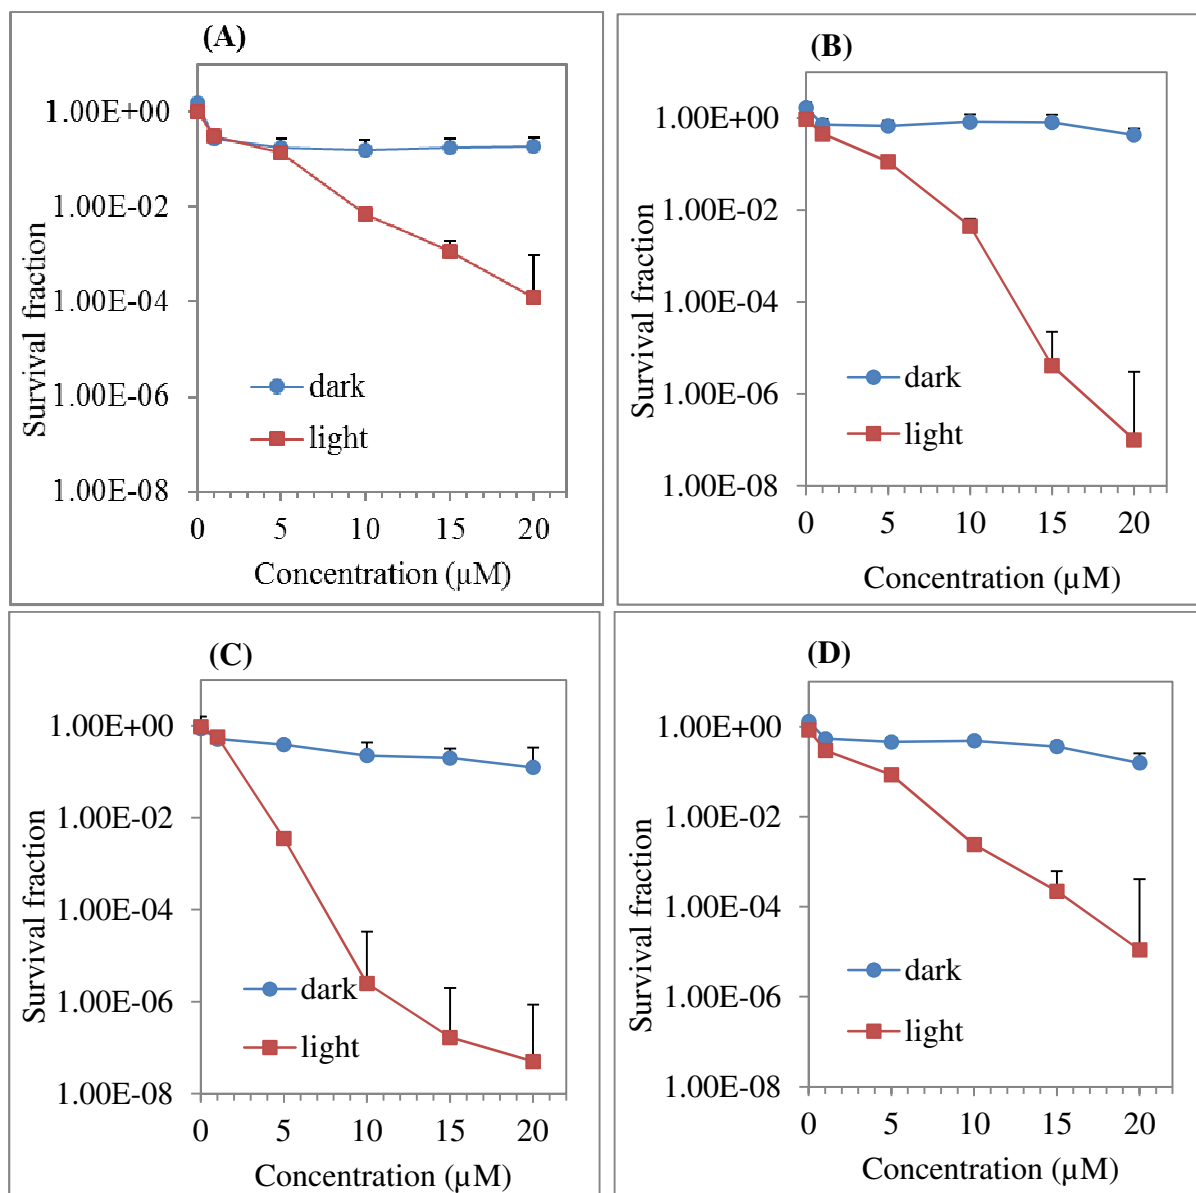 (A)
1.00E+00
1.00E-02
1.00E-04
1.00E-06
1.00E-08
Survival fraction
dark
light
0 5 10 15 20
Concentration (µM)
(B)
1.00E+00
1.00E-02
1.00E-04
1.00E-06
1.00E-08
Survival fraction
dark
light
0 5 10 15 20
Concentration (µM)
(C)
1.00E+00
1.00E-02
1.00E-04
1.00E-06
1.00E-08
Survival fraction
dark
light
0 5 10 15 20
Concentration (µM)
(D)
1.00E+00
1.00E-02
1.00E-04
1.00E-06
1.00E-08
Survival fraction
dark
light
0 5 10 15 20
Concentration (µM)